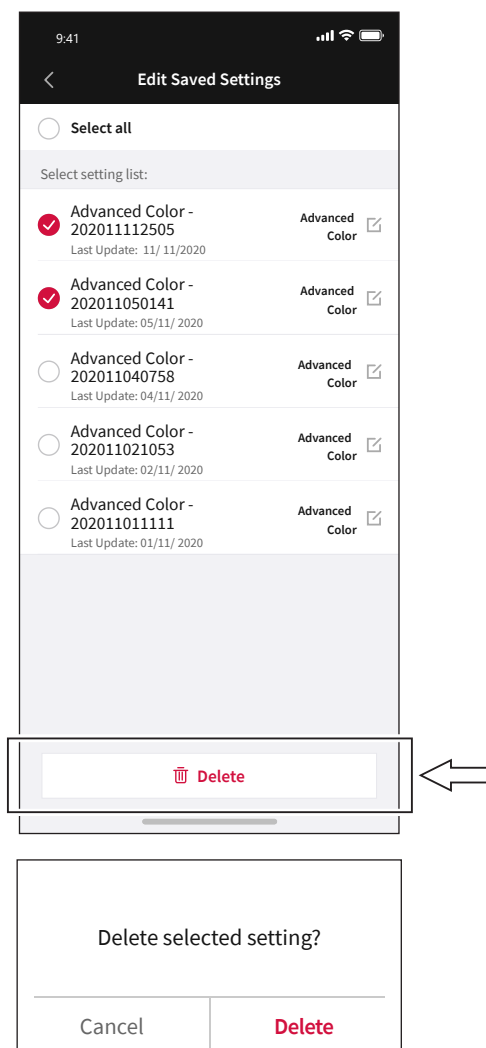 9:41
Edit Saved Settings
Select all
Select setting list:
Advanced Color -
202011112505
Last Update: 11/ 11/2020
Advanced
Color
Advanced Color -
202011050141
Last Update: 05/11/ 2020
Advanced
Color
Advanced Color -
202011040758
Last Update: 04/11/ 2020
Advanced
Color
Advanced Color -
202011021053
Last Update: 02/11/ 2020
Advanced
Color
Advanced Color -
202011011111
Last Update: 01/11/ 2020
Advanced
Color
Delete
Delete selected setting?
Cancel
Delete